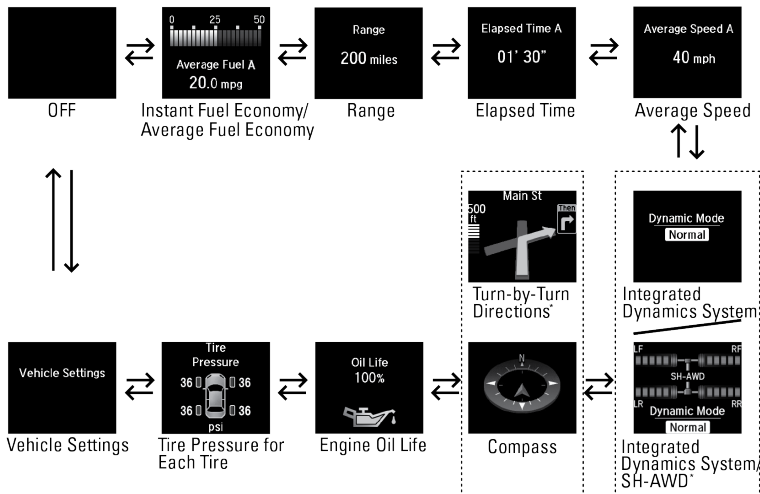 0 25 50
Average Fuel A
20.0 mpg
Range
200 miles
Elapsed Time A
01' 30"
Average Speed A
40 mph
OFF
Instant Fuel Economy/
Average Fuel Economy
Range
Elapsed Time
Average Speed
Main St
500
ft
Then
Turn-by-Turn
Directions*
Dynamic Mode
Normal
Integrated
Dynamics System
Vehicle Settings
Tire
Pressure
36 36
36 36
psi
Oil Life
100%
N
LF RF
SH-AWD
LR RR
Dynamic Mode
Normal
Vehicle Settings
Tire Pressure for
Each Tire
Engine Oil Life
Compass
Integrated
Dynamics System/
SH-AWD*